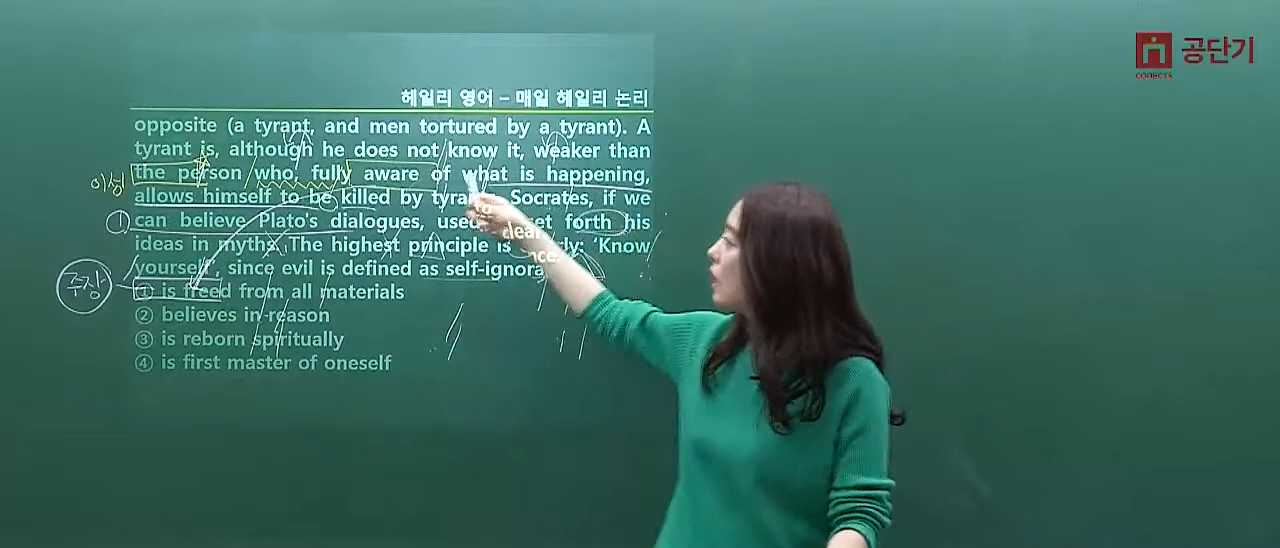 공단기
CONECTS
헤일리 영어 – 매일 헤일리 논리
opposite (a tyrant, and men tortured by a tyrant). A
tyrant is, although he does not know it, weaker than
the person who, fully aware of what is happening,
이성 allows himself to be killed by Socrates, if we
① can believe Plato's dialogues, used set forth his
ideas in myths. The highest principle is clearly: 'Know
yourself', since evil is defined as
주장
① is freed from all materials
② believes in reason
③ is reborn spiritually
④ is first master of oneself